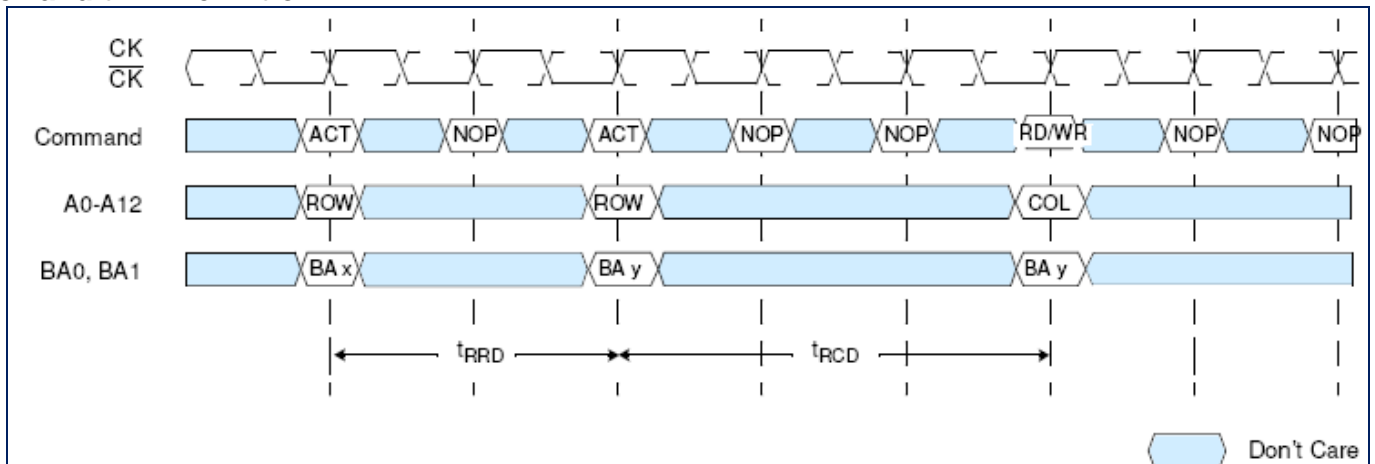 CK
CK
Command ACT NOP ACT NOP NOP RD/WR NOP NOP
A0-A12 ROW ROW COL
BA0, BA1 BA x BA y BA y
tRRD tRCD
Don't Care